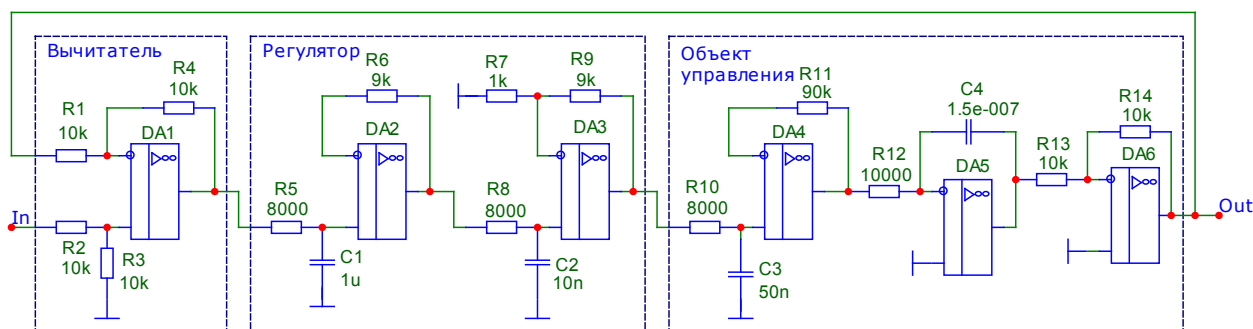 Вычитатель
R4
10k
R1
10k
DA1
In
R2
10k
R3
10k
Регулятор
R6
9k
DA2
R5
8000
C1
1u
R7
1k
R9
9k
DA3
R8
8000
C2
10n
Объект
управления
R11
90k
DA4
R10
8000
C3
50n
R12
10000
C4
1.5e-007
DA5
R13
10k
R14
10k
DA6
Out